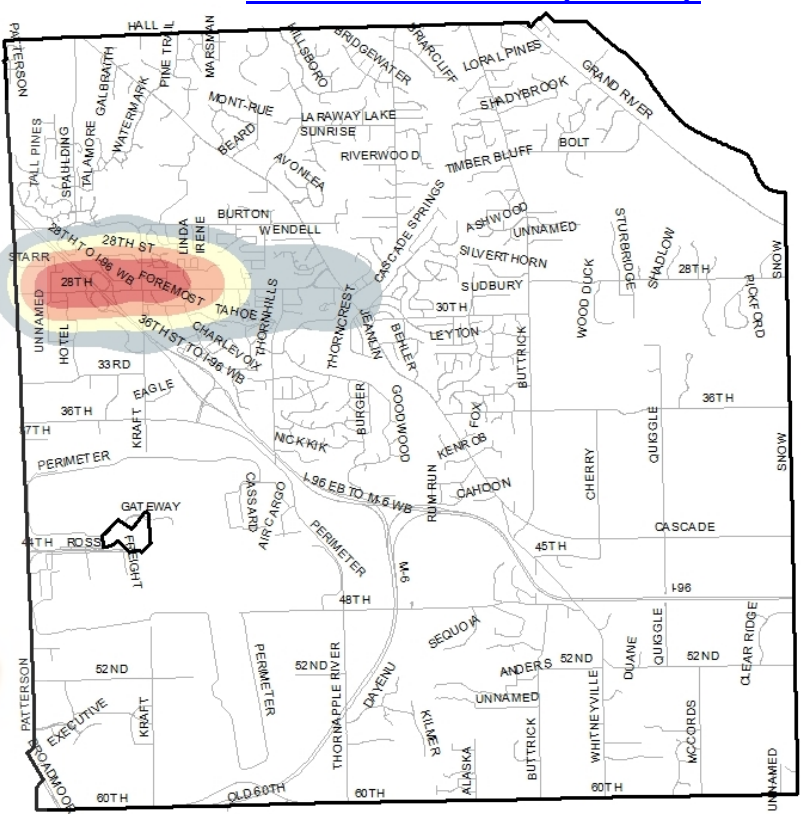 HALL
PATTERSON
PINE TRAIL
MARSMAN
HILLSBORO
BRIDGEWATER
BRIARCLIFF
LORAL PINES
GRAND RIVER
GALBRAITH
WATERMARK
MONT-RUE
SHADYBROOK
LARAWAY LAKE
SUNRISE
BEARD
TALL PINES
SPAULDING
TALAMORE
AVONLEA
RIVERWOOD
TIMBER BLUFF
BOLT
BURTON
WENDELL
CASCADE SPRINGS
ASHWOOD
UNNAMED
STURBRIDGE
SHADLOW
28TH TO I-96 WB
28TH ST
LINDA
IRENE
STARR
SILVERTHORN
SNOW
28TH
FOREMOST
28TH
SUDBURY
WOOD DUCK
PICKFORD
UNNAMED
HOTEL
TAHOE
THORNHILLS
THORNCREST
30TH
36TH ST TO I-96 WB
CHARLEVOIX
JEANLIN
BEHLER
LEYTON
BUTTRICK
33RD
EAGLE
36TH
KRAFT
BURGER
GOODWOOD
FOX
36TH
QUIGGLE
37TH
NICKKIK
KENROB
SNOW
PERIMETER
CHERRY
CASSARD
AIR CARGO
I-96 EB TO M-6 WB
RUM RUN
CAHOON
GATEWAY
44TH
ROSS
FREIGHT
PERIMETER
CASCADE
45TH
M-6
I-96
48TH
SEQUOIA
QUIGGLE
DUANE
CLEAR RIDGE
52ND
PERIMETER
52ND
THORNAPPLE RIVER
DAYENU
ANDERS
52ND
52ND
PATTERSON
EXECUTIVE
KRAFT
UNNAMED
KILMER
BUTTRICK
WHITNEYVILLE
MCCORDS
BROADMOOR
ALASKA
UNNAMED
60TH
OLD 60TH
60TH
60TH